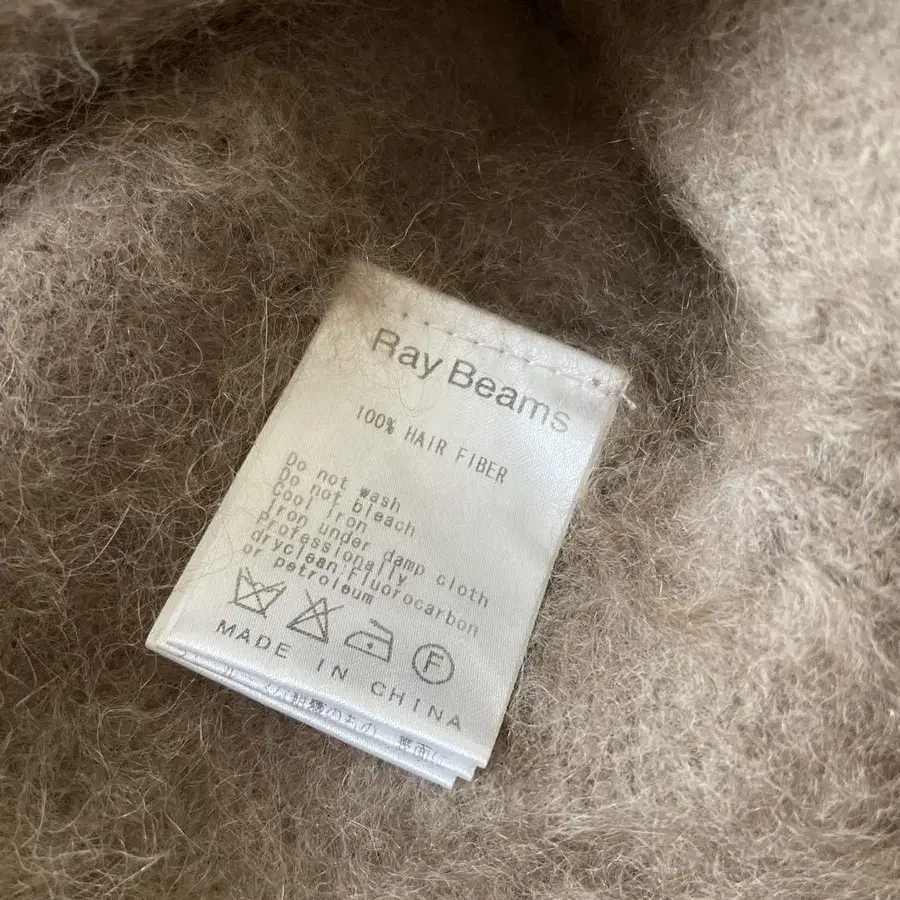 Ray Beams
100% HAIR FIBER
Do not wash
Do not bleach
Cool iron
Iron under damp cloth
Professionally
dryclean:Fluorocarbon
or petroleum
F
MADE IN CHINA